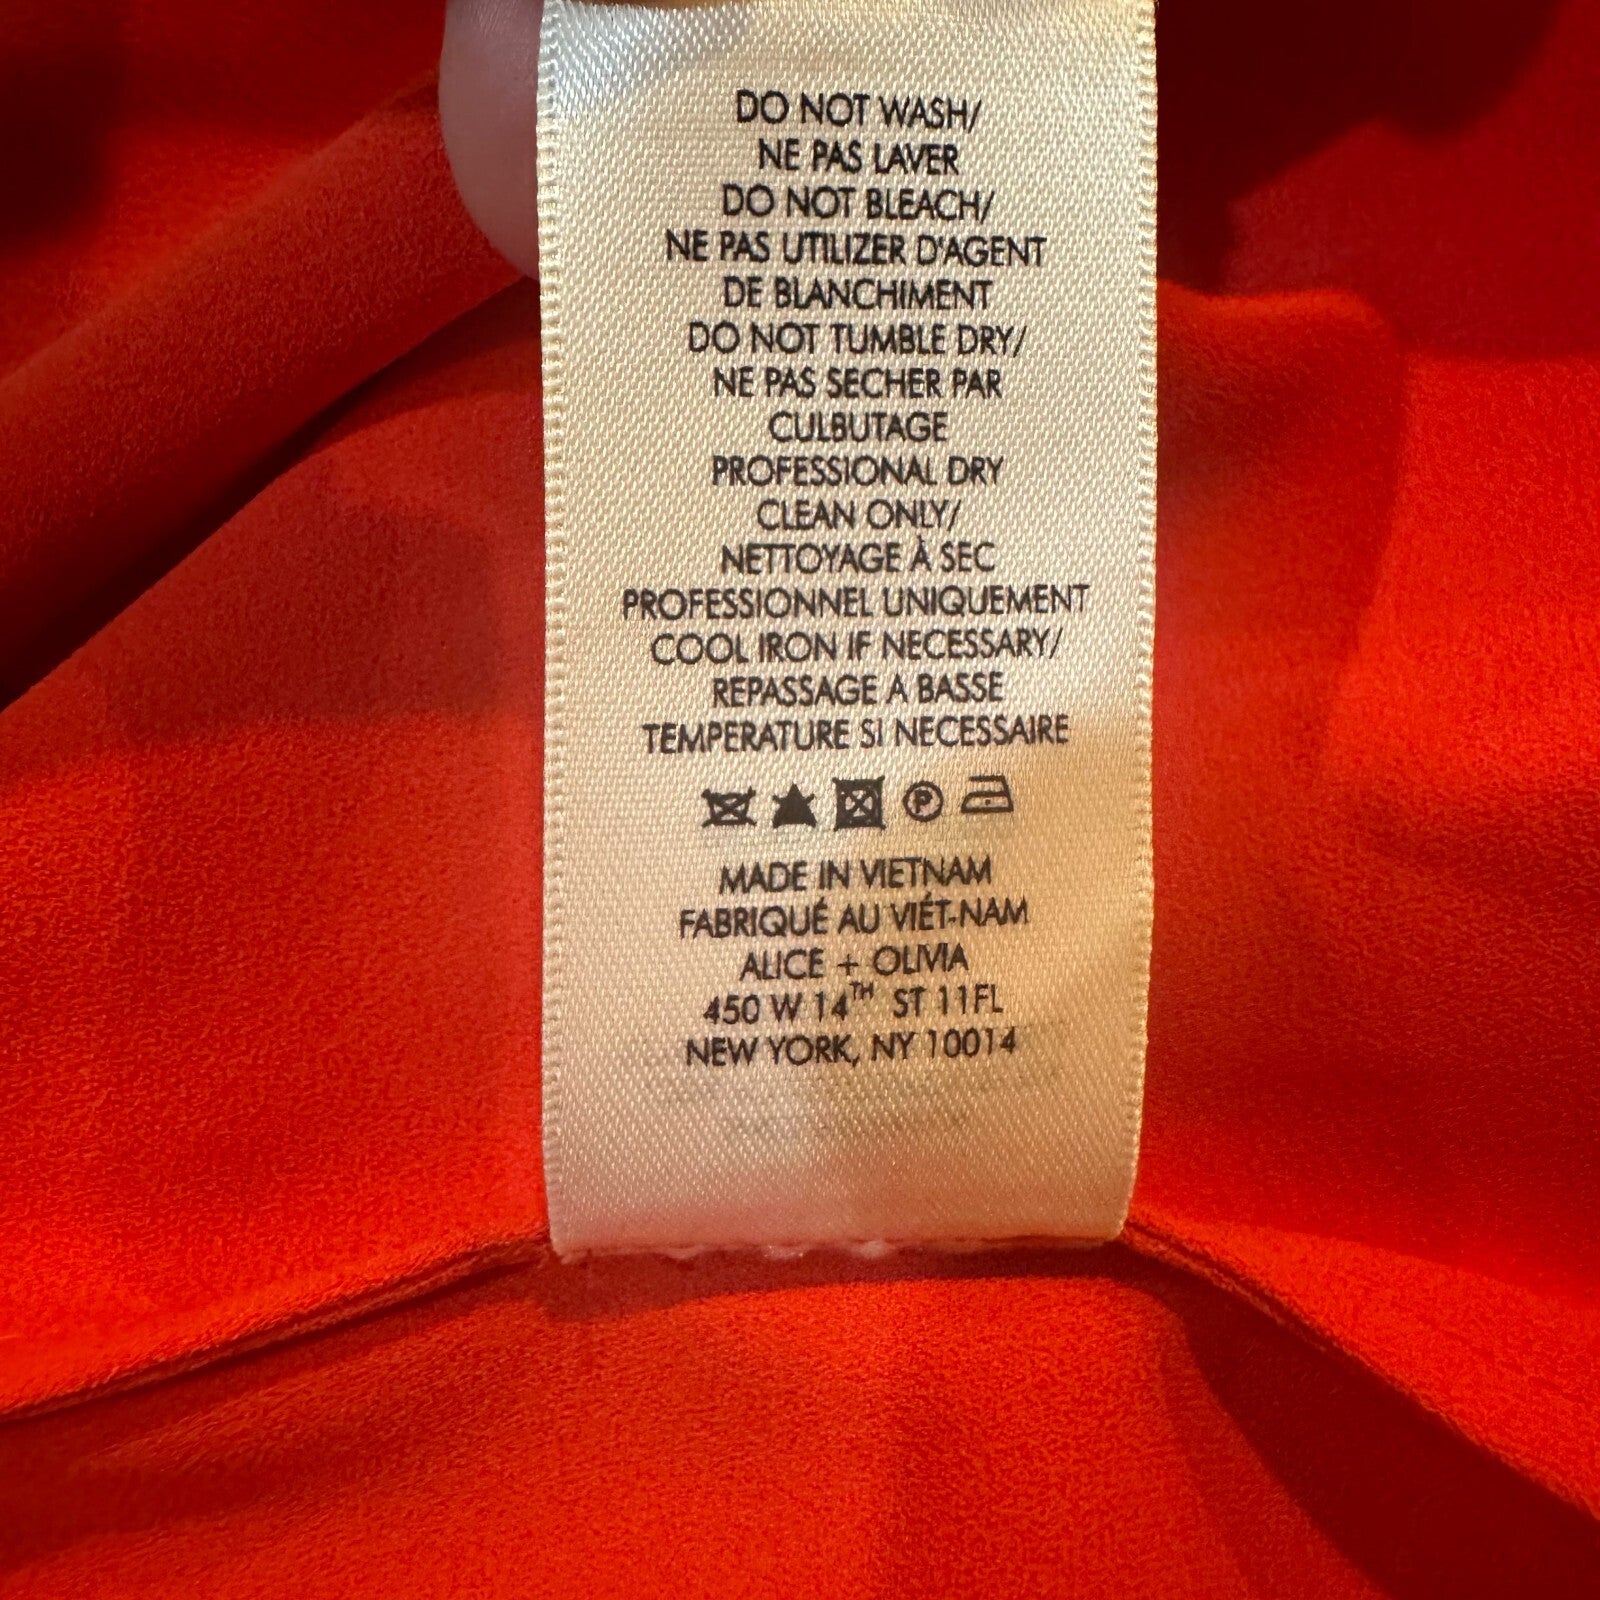 DO NOT WASH/
NE PAS LAVER
DO NOT BLEACH/
NE PAS UTILIZER D'AGENT
DE BLANCHIMENT
DO NOT TUMBLE DRY/
NE PAS SECHER PAR
CULBUTAGE
PROFESSIONAL DRY
CLEAN ONLY/
NETTOYAGE À SEC
PROFESSIONNEL UNIQUEMENT
COOL IRON IF NECESSARY/
REPASSAGE A BASSE
TEMPERATURE SI NECESSAIRE
P
MADE IN VIETNAM
FABRIQUÉ AU VIÉT-NAM
ALICE + OLIVIA
450 W 14TH ST 11FL
NEW YORK, NY 10014